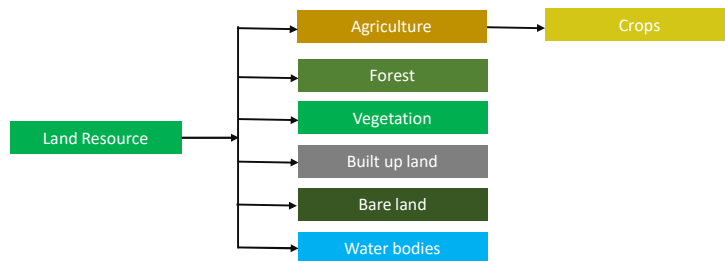 Agriculture
Crops
Forest
Vegetation
Land Resource
Built up land
Bare land
Water bodies